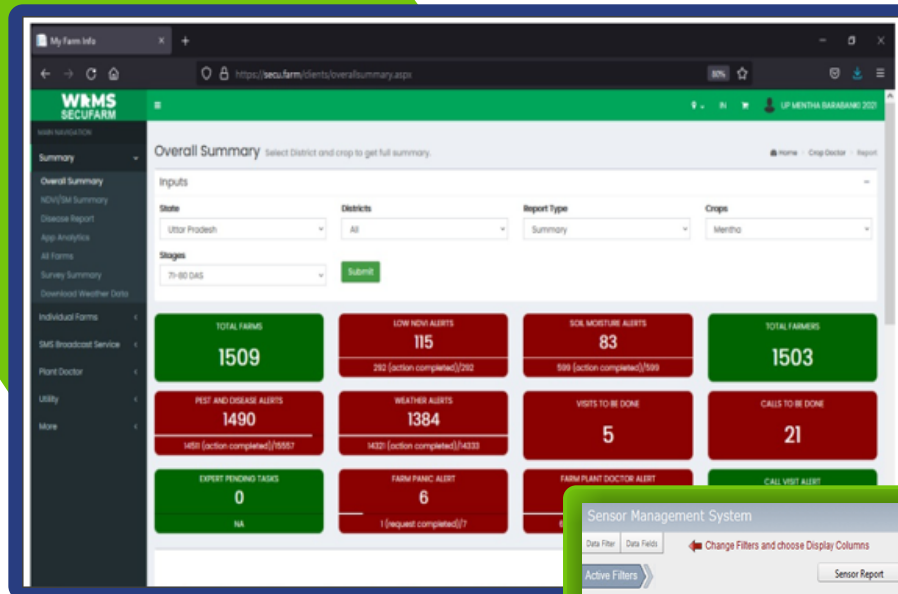 My Farm Info
https://secu.farm/clients/overallsummary.aspx
80%
WRMS
SECUFARM
IN
UP MENTHA BARABANKI 2021
MAIN NAVIGATION
Summary
Overall Summary
NDVI/SM Summary
Disease Report
App Analytics
All Farms
Survey Summary
Download Weather Data
Individual Farms
SMS Broadcast Service
Plant Doctor
Utility
More
Overall Summary Select District and crop to get full summary.
Home Crop Doctor Report
Inputs
State Districts Report Type Crops
Uttar Pradesh All Summary Mentha
Stages
71-80 DAS Submit
TOTAL FARMS
1509
LOW NDVI ALERTS
115
292 (action completed)/292
SOIL MOISTURE ALERTS
83
599 (action completed)/599
TOTAL FARMERS
1503
PEST AND DISEASE ALERTS
1490
14511 (action completed)/15557
WEATHER ALERTS
1384
14321 (action completed)/14333
VISITS TO BE DONE
5
CALLS TO BE DONE
21
EXPERT PENDING TASKS
0
NA
FARM PANIC ALERT
6
1 (request completed)/7
FARM PLANT DOCTOR ALERT
CALL VISIT ALERT
Sensor Management System
Data Filter Data Fields Change Filters and choose Display Columns
Active Filters Sensor Report